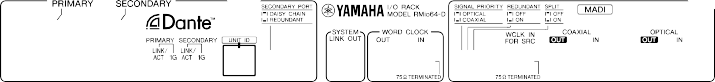 PRIMARY SECONDARY
Dante™
PRIMARY SECONDARY UNIT ID
LINK/ LINK/
ACT 1G ACT 1G
SECONDARY PORT
DAISY CHAIN
REDUNDANT
YAMAHA I/O RACK
MODEL RMio64-D
SYSTEM
LINK OUT
WORD CLOCK
OUT IN
75Ω TERMINATED
SIGNAL PRIORITY REDUNDANT SPLIT
OPTICAL OFF OFF
COAXIAL ON ON
MADI
WCLK IN
FOR SRC
75Ω TERMINATED
COAXIAL
OUT IN
OPTICAL
OUT IN